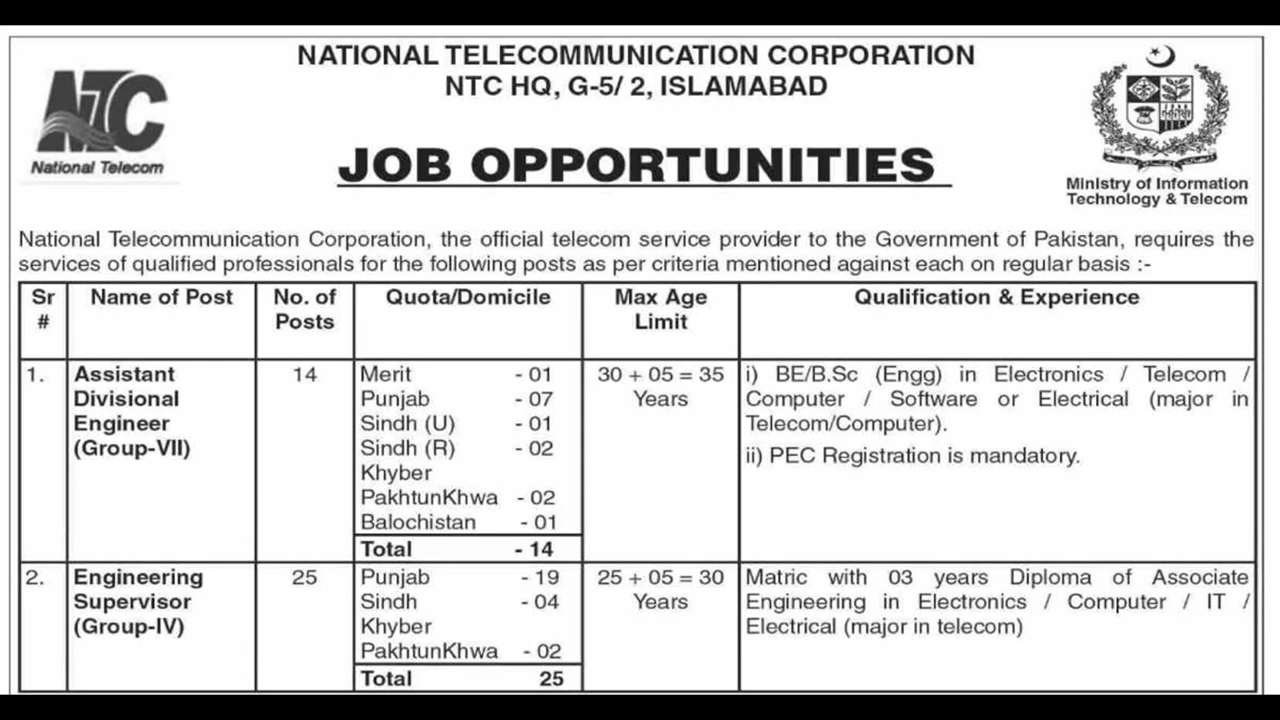 NATIONAL TELECOMMUNICATION CORPORATION
NTC HQ, G-5/ 2, ISLAMABAD
NTC
National Telecom
JOB OPPORTUNITIES
Ministry of Information
Technology & Telecom
National Telecommunication Corporation, the official telecom service provider to the Government of Pakistan, requires the
services of qualified professionals for the following posts as per criteria mentioned against each on regular basis :-
Sr # Name of Post No. of Posts Quota/Domicile Max Age Limit Qualification & Experience
1. Assistant Divisional Engineer (Group-VII)
14
Merit - 01
Punjab - 07
Sindh (U) - 01
Sindh (R) - 02
Khyber
PakhtunKhwa - 02
Balochistan - 01
Total - 14
30 + 05 = 35
Years
i) BE/B.Sc (Engg) in Electronics / Telecom /
Computer / Software or Electrical (major in
Telecom/Computer).
ii) PEC Registration is mandatory.
2. Engineering Supervisor (Group-IV)
25
Punjab - 19
Sindh - 04
Khyber
PakhtunKhwa - 02
Total 25
25 + 05 = 30
Years
Matric with 03 years Diploma of Associate
Engineering in Electronics / Computer / IT /
Electrical (major in telecom)